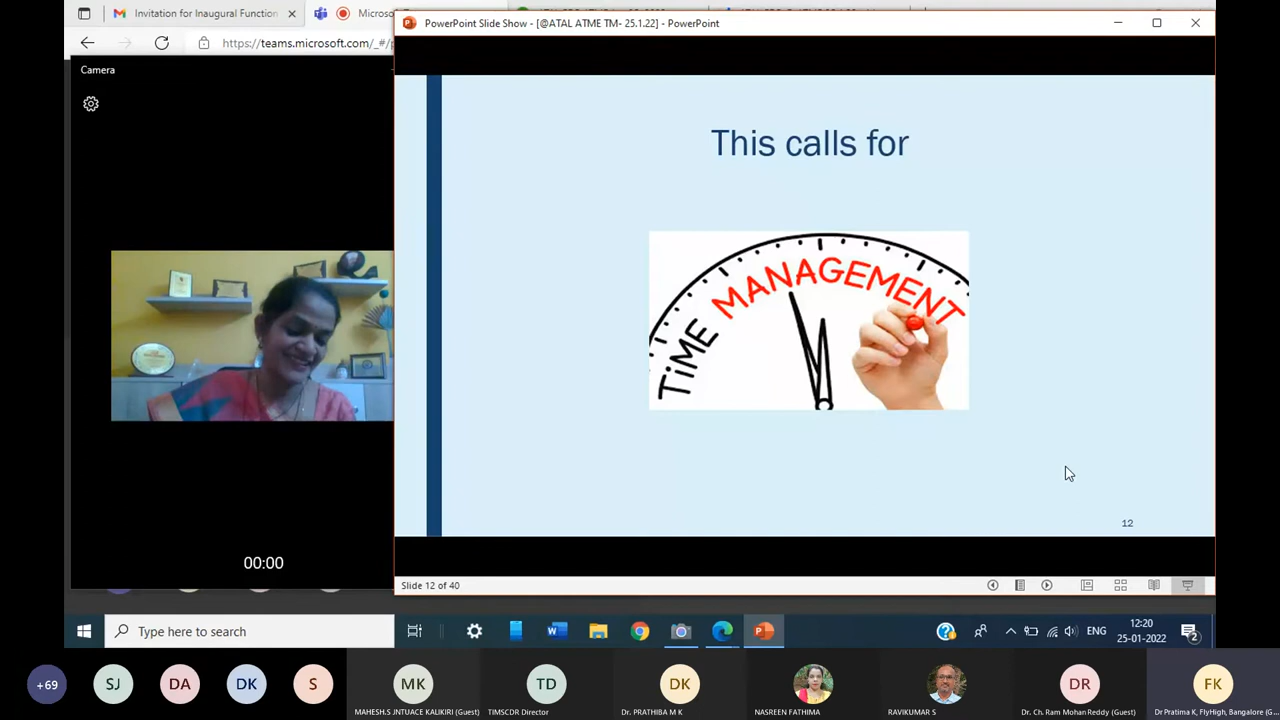 Invitation for Inaugural Function
Microso
PowerPoint Slide Show - [@ATAL ATME TM- 25.1.22] - PowerPoint
https://teams.microsoft.com/_#/
Camera
This calls for
TiME MANAGEMENT
12
00:00
Slide 12 of 40
Type here to search
ENG
12:20
25-01-2022
2
+69
SJ
DA
DK
S
MK
TD
DK
DR
FK
MAHESH.S JNTUACE KALIKIRI (Guest)
TIMSCDR Director
Dr. PRATHIBA M K
NASREEN FATHIMA
RAVIKUMAR S
Dr. Ch. Ram Mohan Reddy (Guest)
Dr Pratima K, FlyHigh, Bangalore (G...